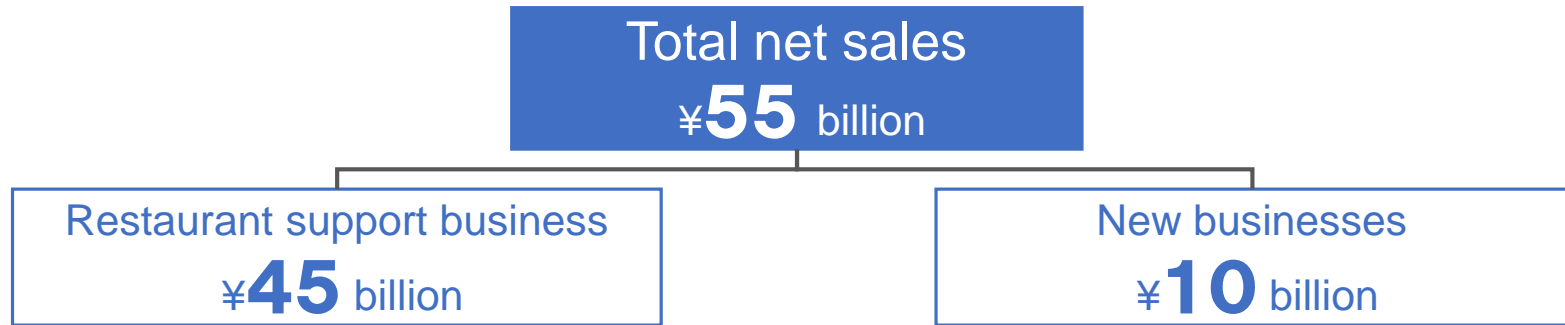 Total net sales
¥55 billion
Restaurant support business
¥45 billion
New businesses
¥10 billion